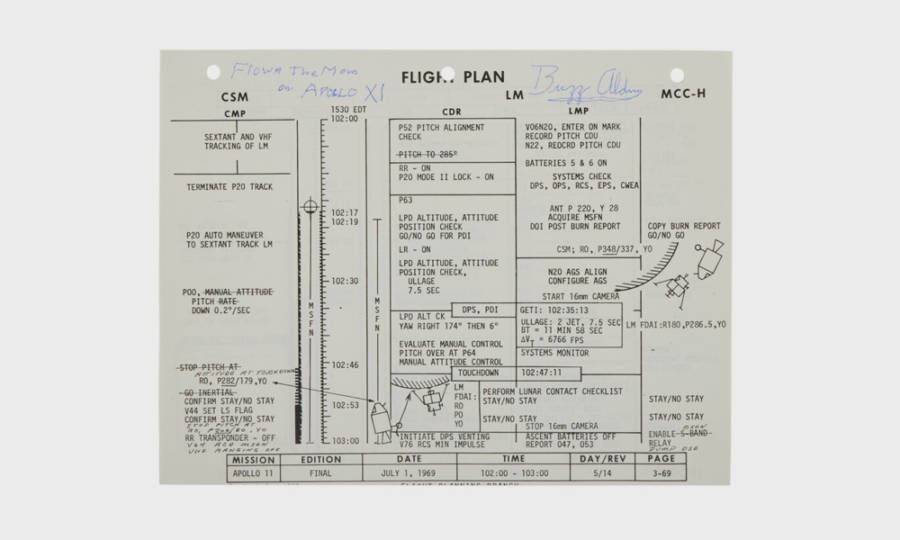 Flown The Moon
on APOLLO XI
Buzz Aldrin
FLIGHT PLAN
CSM
LM
MCC-H
CMP
1530 EDT
CDR
LMP
102:00
SEXTANT AND VHF
TRACKING OF LM
TERMINATE P20 TRACK
102:17
102:19
P20 AUTO MANEUVER
TO SEXTANT TRACK LM
102:30
POO, MANUAL ATTITUDE
PITCH RATE
DOWN 0.2°/SEC
MSFN
MSFN
102:46
STOP PITCH AT
RO, P282/179,YO
GO INERTIAL
CONFIRM STAY/NO STAY
V44 SET LS FLAG
CONFIRM STAY/NO STAY
STOP PITCH AT
RR TRANSPONDER - OFF
102:53
103:00
P52 PITCH ALIGNMENT
CHECK
PITCH TO 285°
RR - ON
P20 MODE II LOCK - ON
P63
LPD ALTITUDE, ATTITUDE
POSITION CHECK
GO/NO GO FOR PDI
LR - ON
LPD ALTITUDE, ATTITUDE
POSITION CHECK,
ULLAGE
7.5 SEC
DPS, PDI
LPD ALT CK
YAW RIGHT 174° THEN 6°
EVALUATE MANUAL CONTROL
PITCH OVER AT P64
MANUAL ATTITUDE CONTROL
TOUCHDOWN
102:47:11
LM
FDAI:
RO
PO
YO
INITIATE DPS VENTING
V76 RCS MIN IMPULSE
V06N20, ENTER ON MARK
RECORD PITCH CDU
N22, REOCRD PITCH CDU
BATTERIES 5 & 6 ON
SYSTEMS CHECK
DPS, OPS, RCS, EPS, CWEA
ANT P 220, Y 28
ACQUIRE MSFN
DOI POST BURN REPORT
CSM; RO, P348/337, YO
N20 AGS ALIGN
CONFIGURE AGS
START 16mm CAMERA
GETI: 102:35:13
ULLAGE: 2 JET, 7.5 SEC
BT = 11 MIN 58 SEC
ΔVT = 6766 FPS
SYSTEMS MONITOR
PERFORM LUNAR CONTACT CHECKLIST
STAY/NO STAY
STAY/NO STAY
STOP 16mm CAMERA
ASCENT BATTERIES OFF
REPORT 047, 053
COPY BURN REPORT
GO/NO GO
LM FDAI:R180,P286.5,YO
STAY/NO STAY
STAY/NO STAY
ENABLE S-BAND
RELAY
MISSION EDITION DATE TIME DAY/REV PAGE
APOLLO 11 FINAL JULY 1, 1969 102:00 - 103:00 5/14 3-69